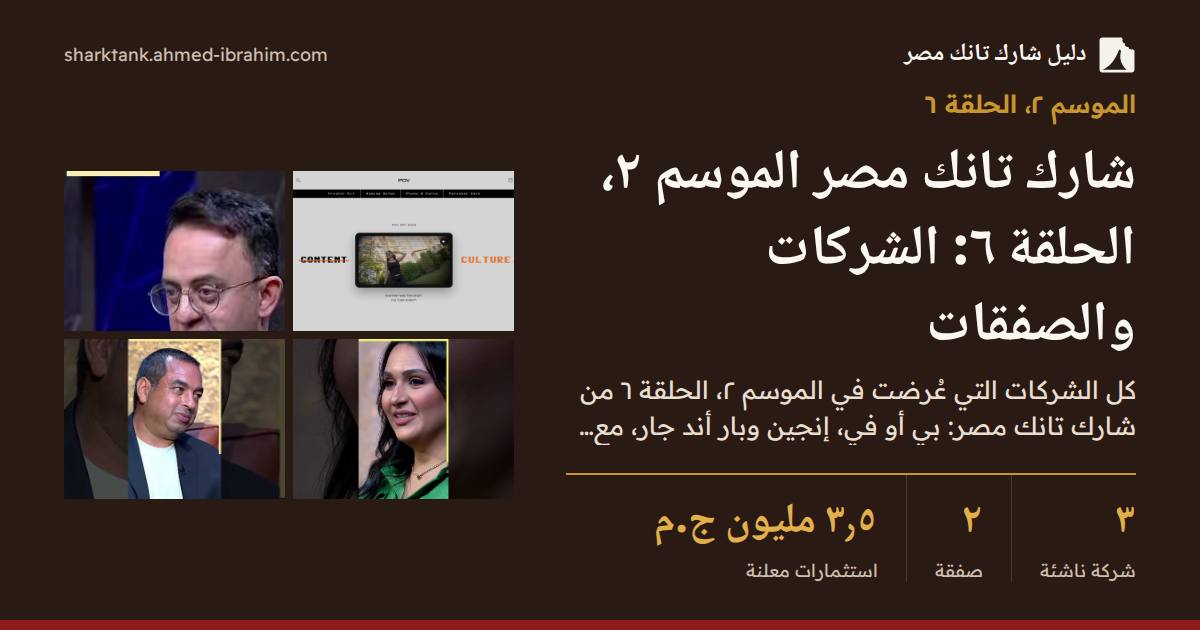 دليل شارك تانك مصر
sharktank.ahmed-ibrahim.com
الموسم ٢، الحلقة ٦
شارك تانك مصر الموسم ٢،
الحلقة ٦: الشركات
والصفقات
كل الشركات التي عُرضت في الموسم ٢، الحلقة ٦ من
شارك تانك مصر: بي أو في، إنجين وبار أند جار، مع…
٣
شركة ناشئة
٢
صفقة
٣٫٥ مليون ج.م
استثمارات معلنة
POV
CONTENT
CULTURE